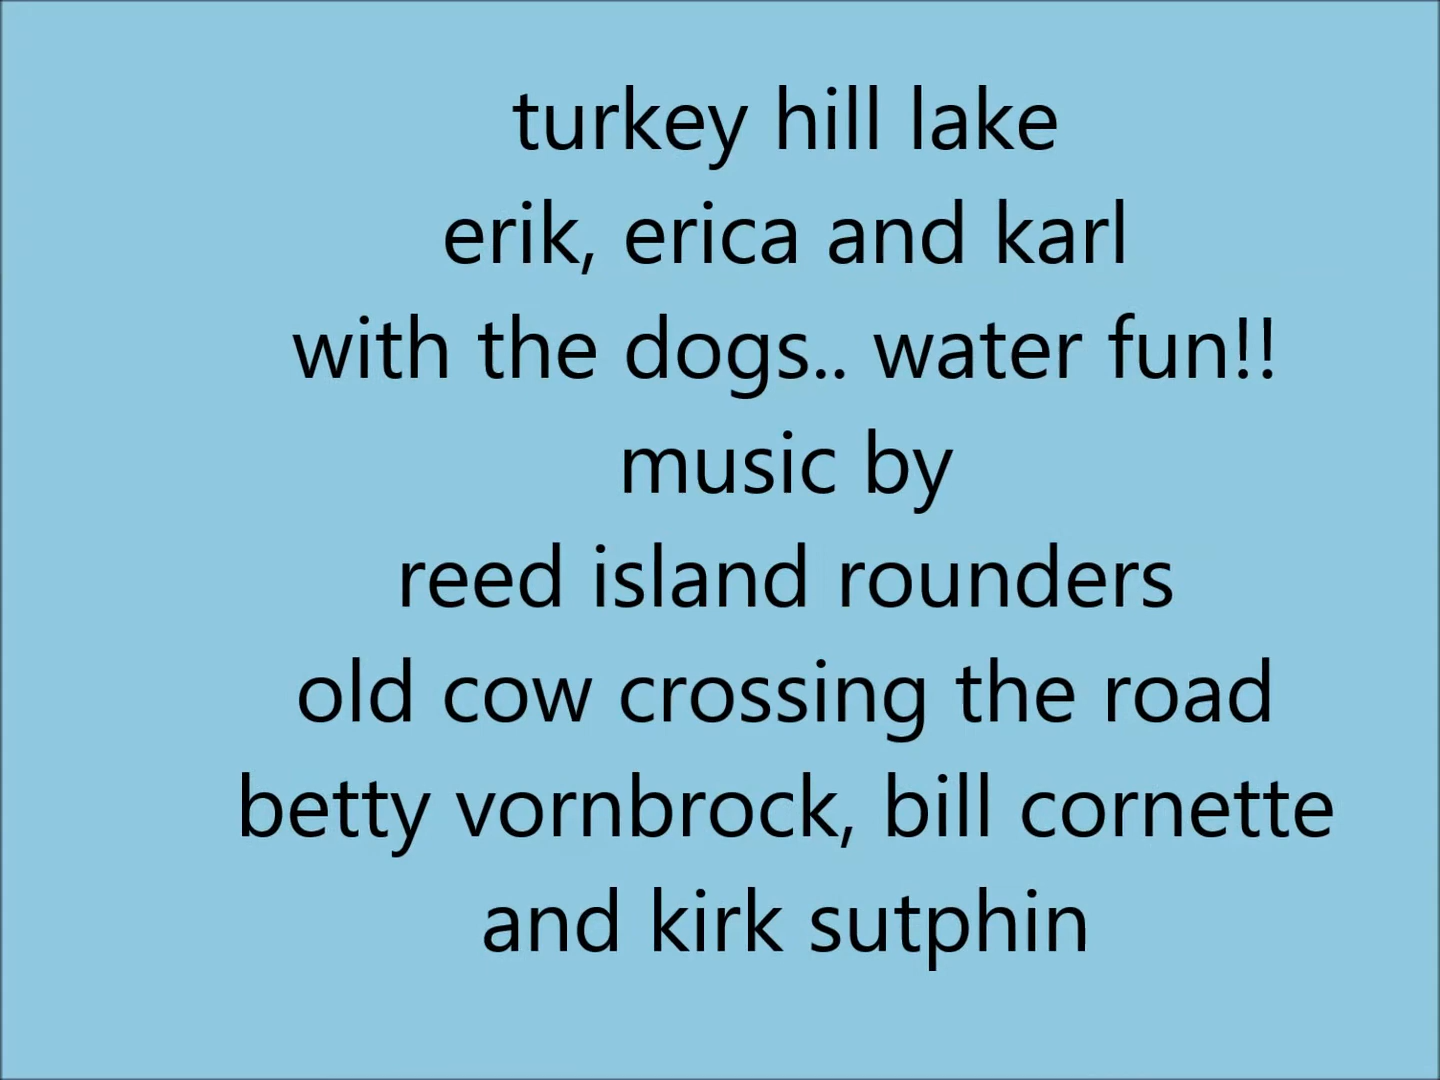 turkey hill lake
erik, erica and karl
with the dogs.. water fun!!
music by
reed island rounders
old cow crossing the road
betty vornbrock, bill cornette
and kirk sutphin